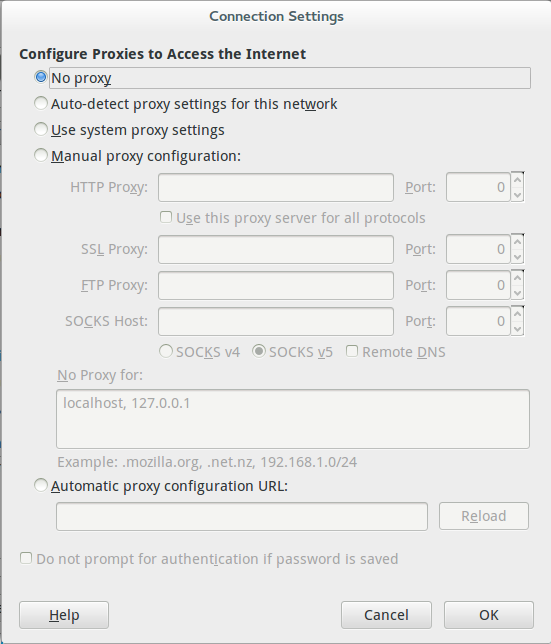 Connection Settings
Configure Proxies to Access the Internet
No proxy
Auto-detect proxy settings for this network
Use system proxy settings
Manual proxy configuration:
HTTP Proxy: Port: 0
Use this proxy server for all protocols
SSL Proxy: Port: 0
FTP Proxy: Port: 0
SOCKS Host: Port: 0
SOCKS v4 SOCKS v5 Remote DNS
No Proxy for:
localhost, 127.0.0.1
Example: .mozilla.org, .net.nz, 192.168.1.0/24
Automatic proxy configuration URL:
Reload
Do not prompt for authentication if password is saved
Help Cancel OK